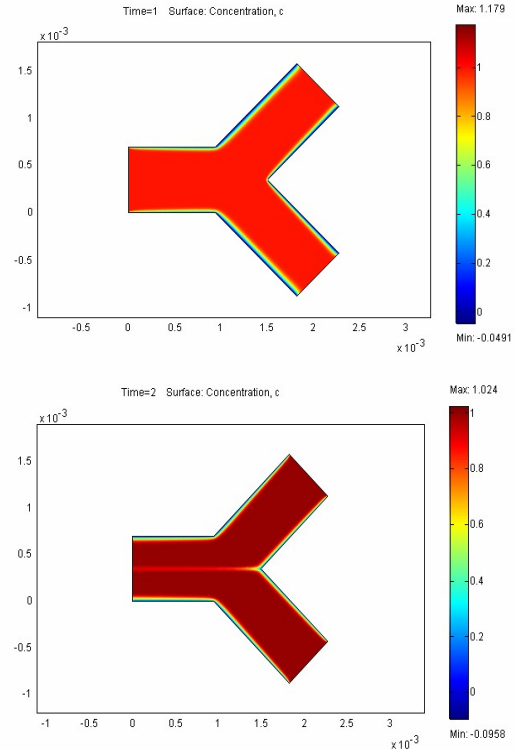 Time=1 Surface: Concentration, c
Max: 1.179
x 10⁻³
1.5
1
0.5
0
-0.5
-1
-0.5 0 0.5 1 1.5 2 2.5 3
x 10⁻³
1
0.8
0.6
0.4
0.2
0
Min: -0.0491
Time=2 Surface: Concentration, c
Max: 1.024
x 10⁻³
1.5
1
0.5
0
-0.5
-1
-1 -0.5 0 0.5 1 1.5 2 2.5 3
x 10⁻³
1
0.8
0.6
0.4
0.2
0
Min: -0.0958